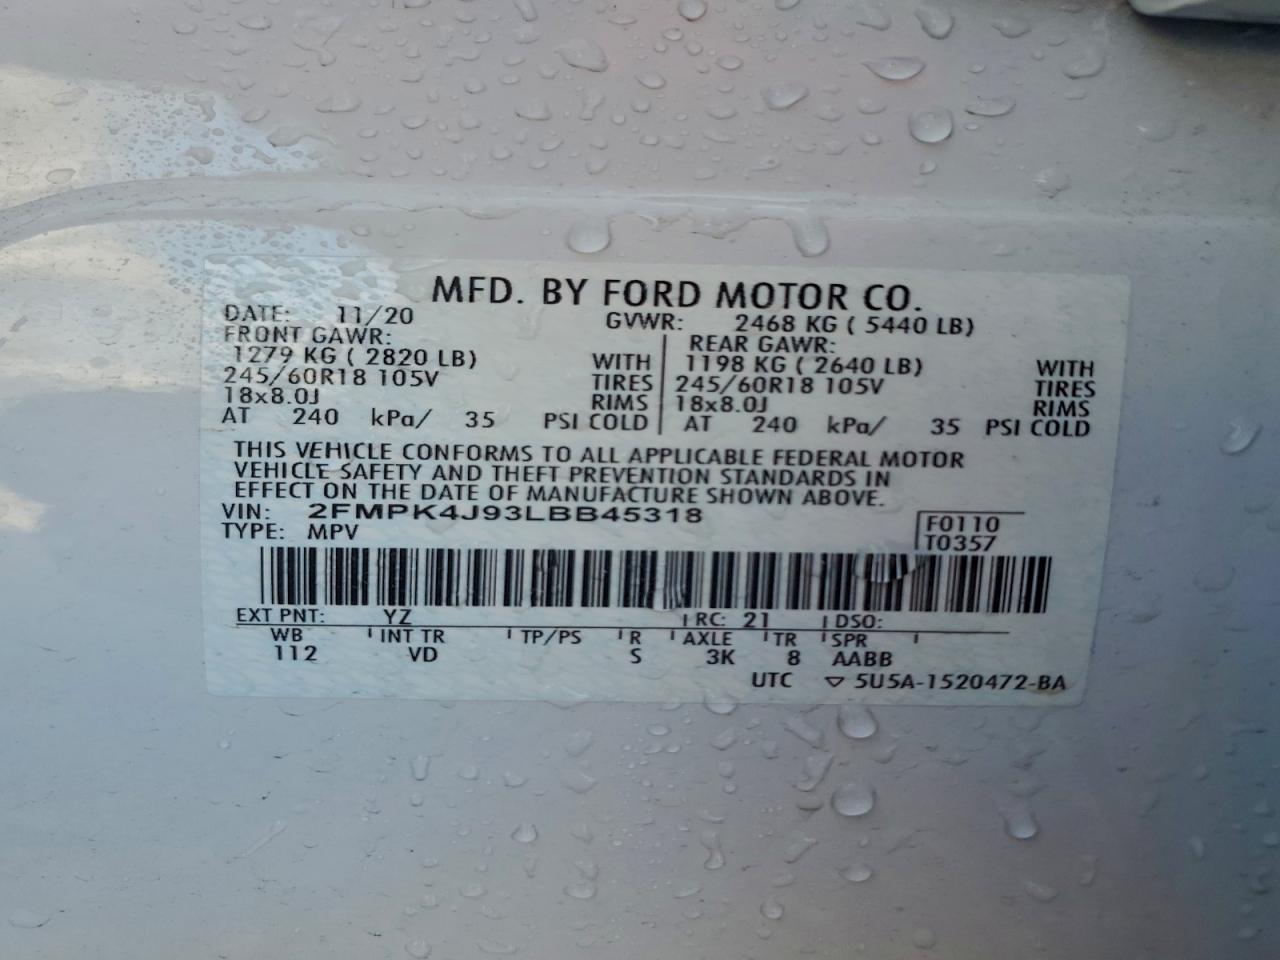 MFD. BY FORD MOTOR CO.
DATE: 11/20 GVWR: 2468 KG ( 5440 LB)
FRONT GAWR: REAR GAWR:
1279 KG ( 2820 LB) WITH 1198 KG ( 2640 LB) WITH
245/60R18 105V TIRES 245/60R18 105V TIRES
18x8.0J RIMS 18x8.0J RIMS
AT 240 kPa/ 35 PSI COLD AT 240 kPa/ 35 PSI COLD
THIS VEHICLE CONFORMS TO ALL APPLICABLE FEDERAL MOTOR
VEHICLE SAFETY AND THEFT PREVENTION STANDARDS IN
EFFECT ON THE DATE OF MANUFACTURE SHOWN ABOVE.
VIN: 2FMPK4J93LBB45318 F0110
TYPE: MPV T0357
EXT PNT: YZ RC: 21 DSO:
WB INT TR TP/PS R AXLE TR SPR
112 VD S 3K 8 AABB
UTC ▽ 5U5A-1520472-BA